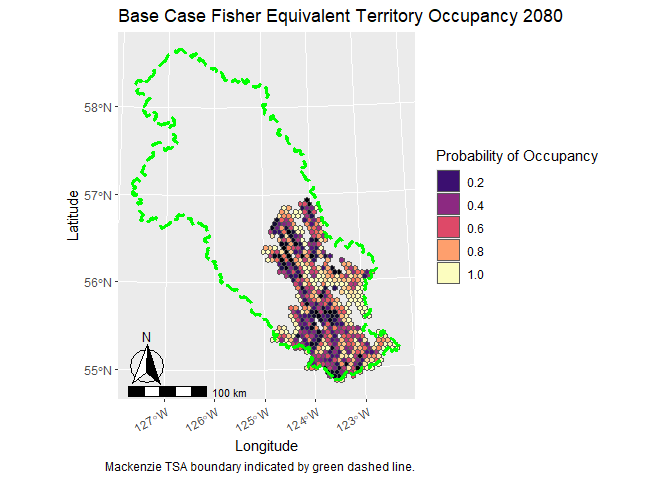 Base Case Fisher Equivalent Territory Occupancy 2080
58°N
57°N
56°N
55°N
Latitude
N
100 km
127°W
126°W
125°W
124°W
123°W
Longitude
Mackenzie TSA boundary indicated by green dashed line.
Probability of Occupancy
0.2
0.4
0.6
0.8
1.0